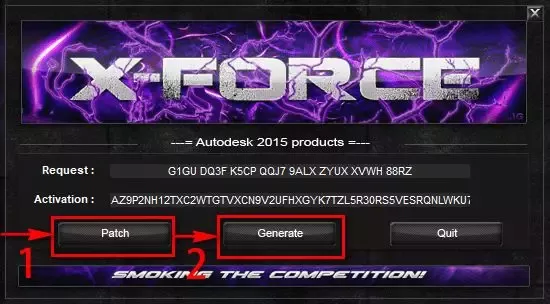 X
X-FORCE
.IG
---= Autodesk 2015 products =---
Request : G1GU DQ3F K5CP QQJ7 9ALX ZYUX XVWH 88RZ
Activation : AZ9P2NH12TXC2WTGTVXCN9V2UFHXGYK7TZL5R30RS5VESRQNLWKU7
Patch Generate Quit
1 2
SMOKING THE COMPETITION!